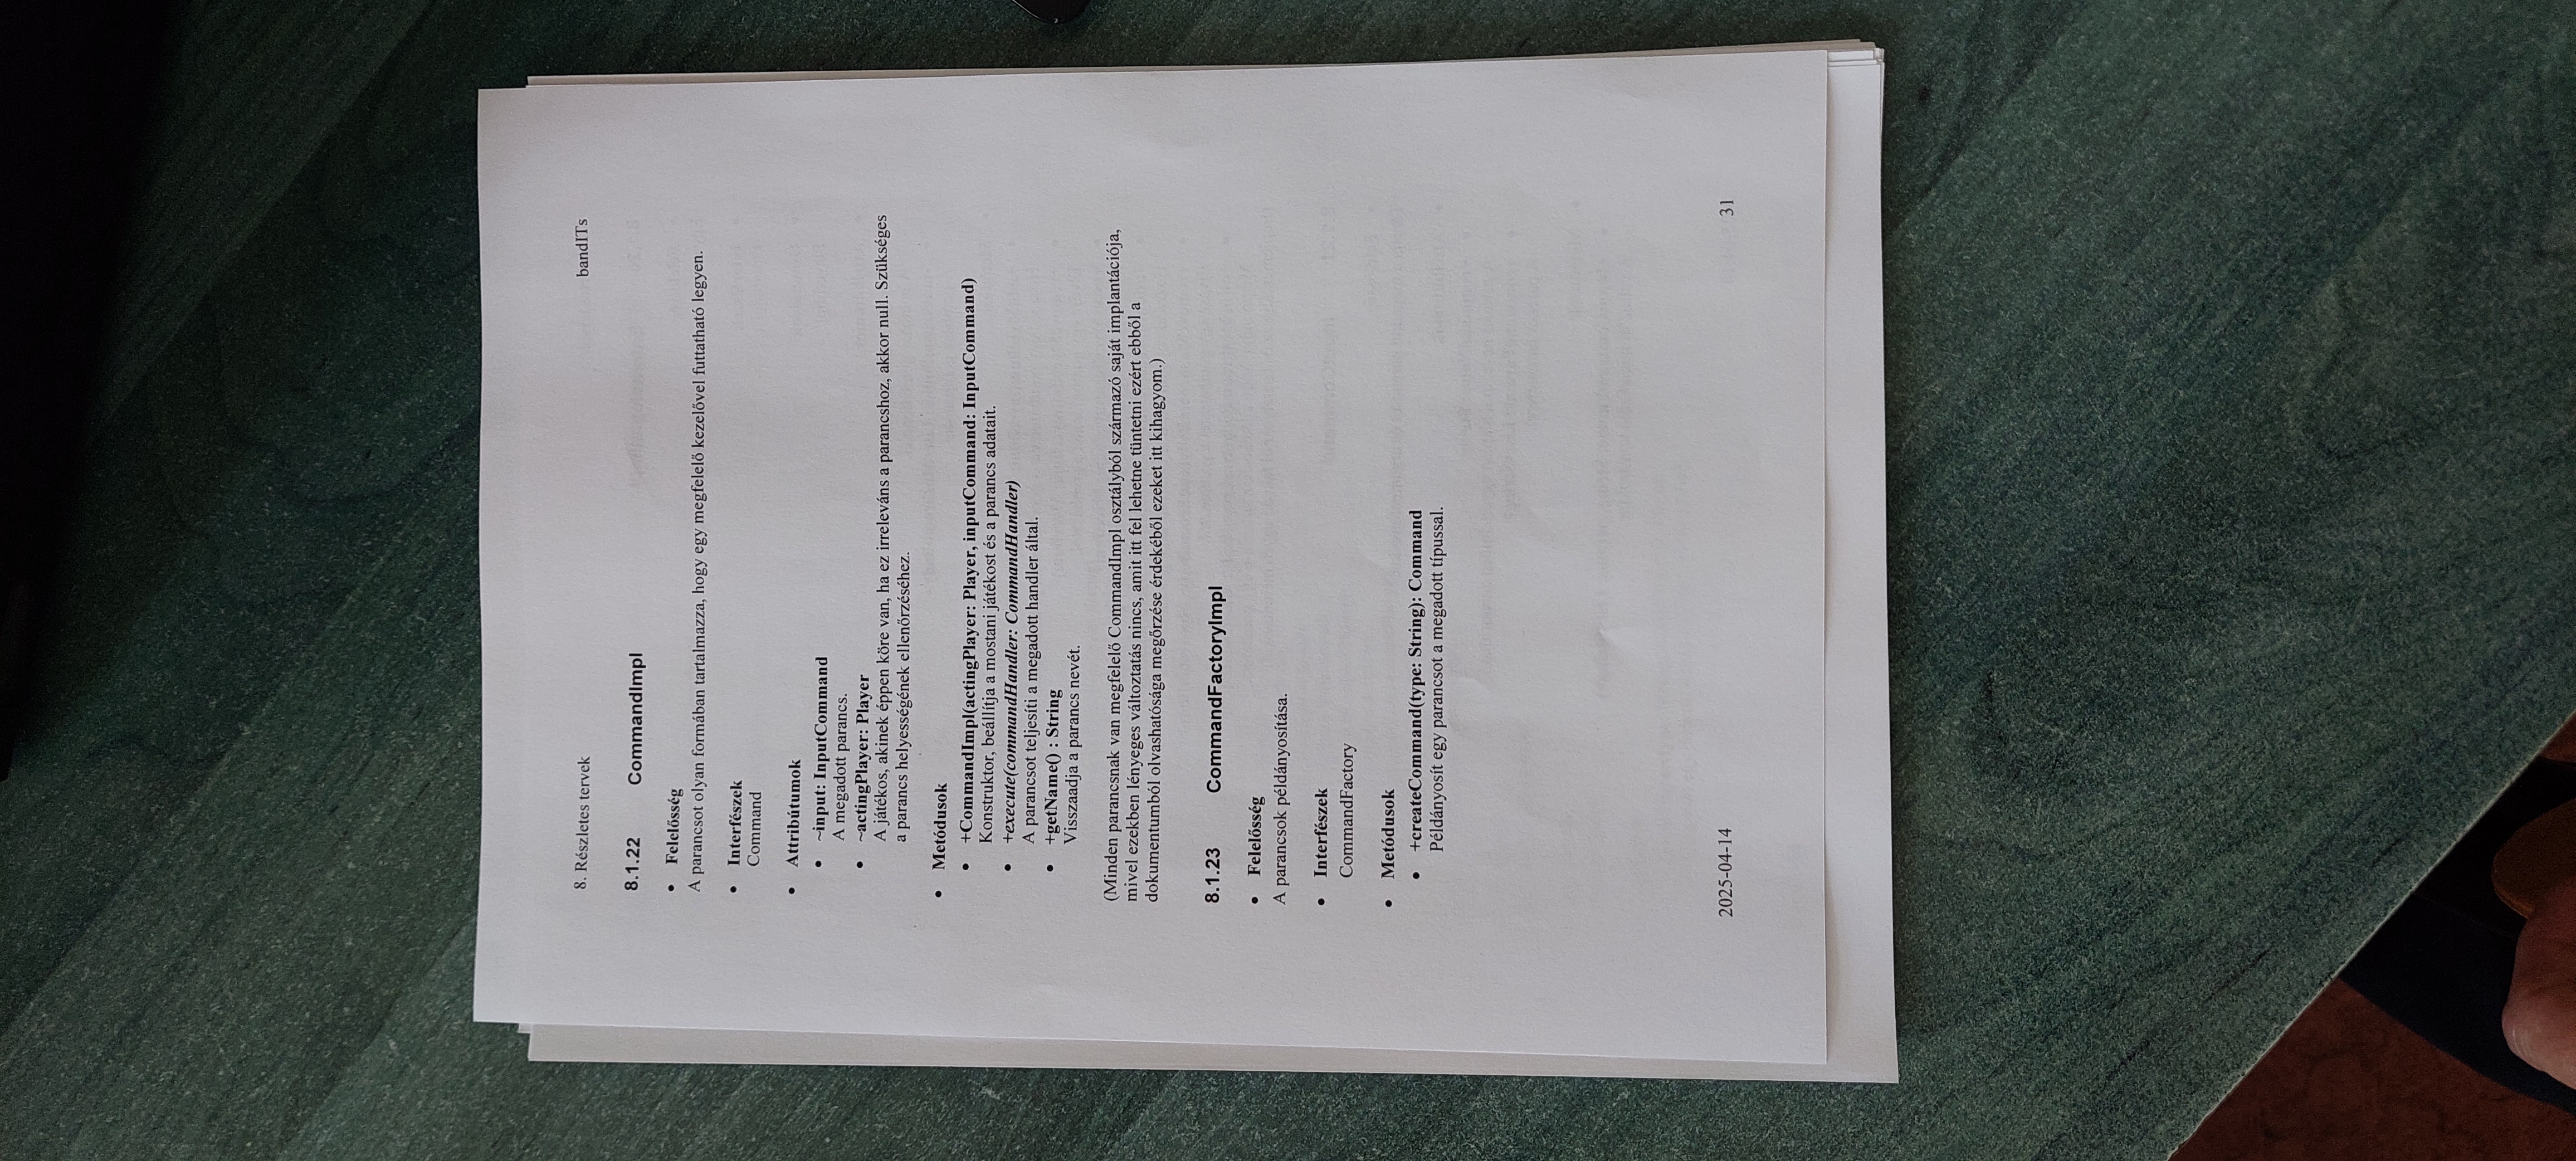 8. Részletes tervek bandITs
8.1.22 CommandImpl
• Felelősség
A parancsot olyan formában tartalmazza, hogy egy megfelelő kezelővel futtatható legyen.
• Interfészek
Command
• Attribútumok
• ~input: InputCommand
A megadott parancs.
• ~actingPlayer: Player
A játékos, akinek éppen köre van, ha ez irreleváns a parancshoz, akkor null. Szükséges
a parancs helyességének ellenőrzéséhez.
• Metódusok
• +CommandImpl(actingPlayer: Player, inputCommand: InputCommand)
Konstruktor, beállítja a mostani játékost és a parancs adatait.
• +execute(commandHandler: CommandHandler)
A parancsot teljesíti a megadott handler által.
• +getName() : String
Visszaadja a parancs nevét.
(Minden parancsnak van megfelelő CommandImpl osztályból származó saját implantációja,
mivel ezekben lényeges változtatás nincs, amit itt fel lehetne tüntetni ezért ebből a
dokumentumból olvashatósága megőrzése érdekéből ezeket itt kihagyom.)
8.1.23 CommandFactoryImpl
• Felelősség
A parancsok példányosítása.
• Interfészek
CommandFactory
• Metódusok
• +createCommand(type: String): Command
Példányosít egy parancsot a megadott típussal.
2025-04-14 31